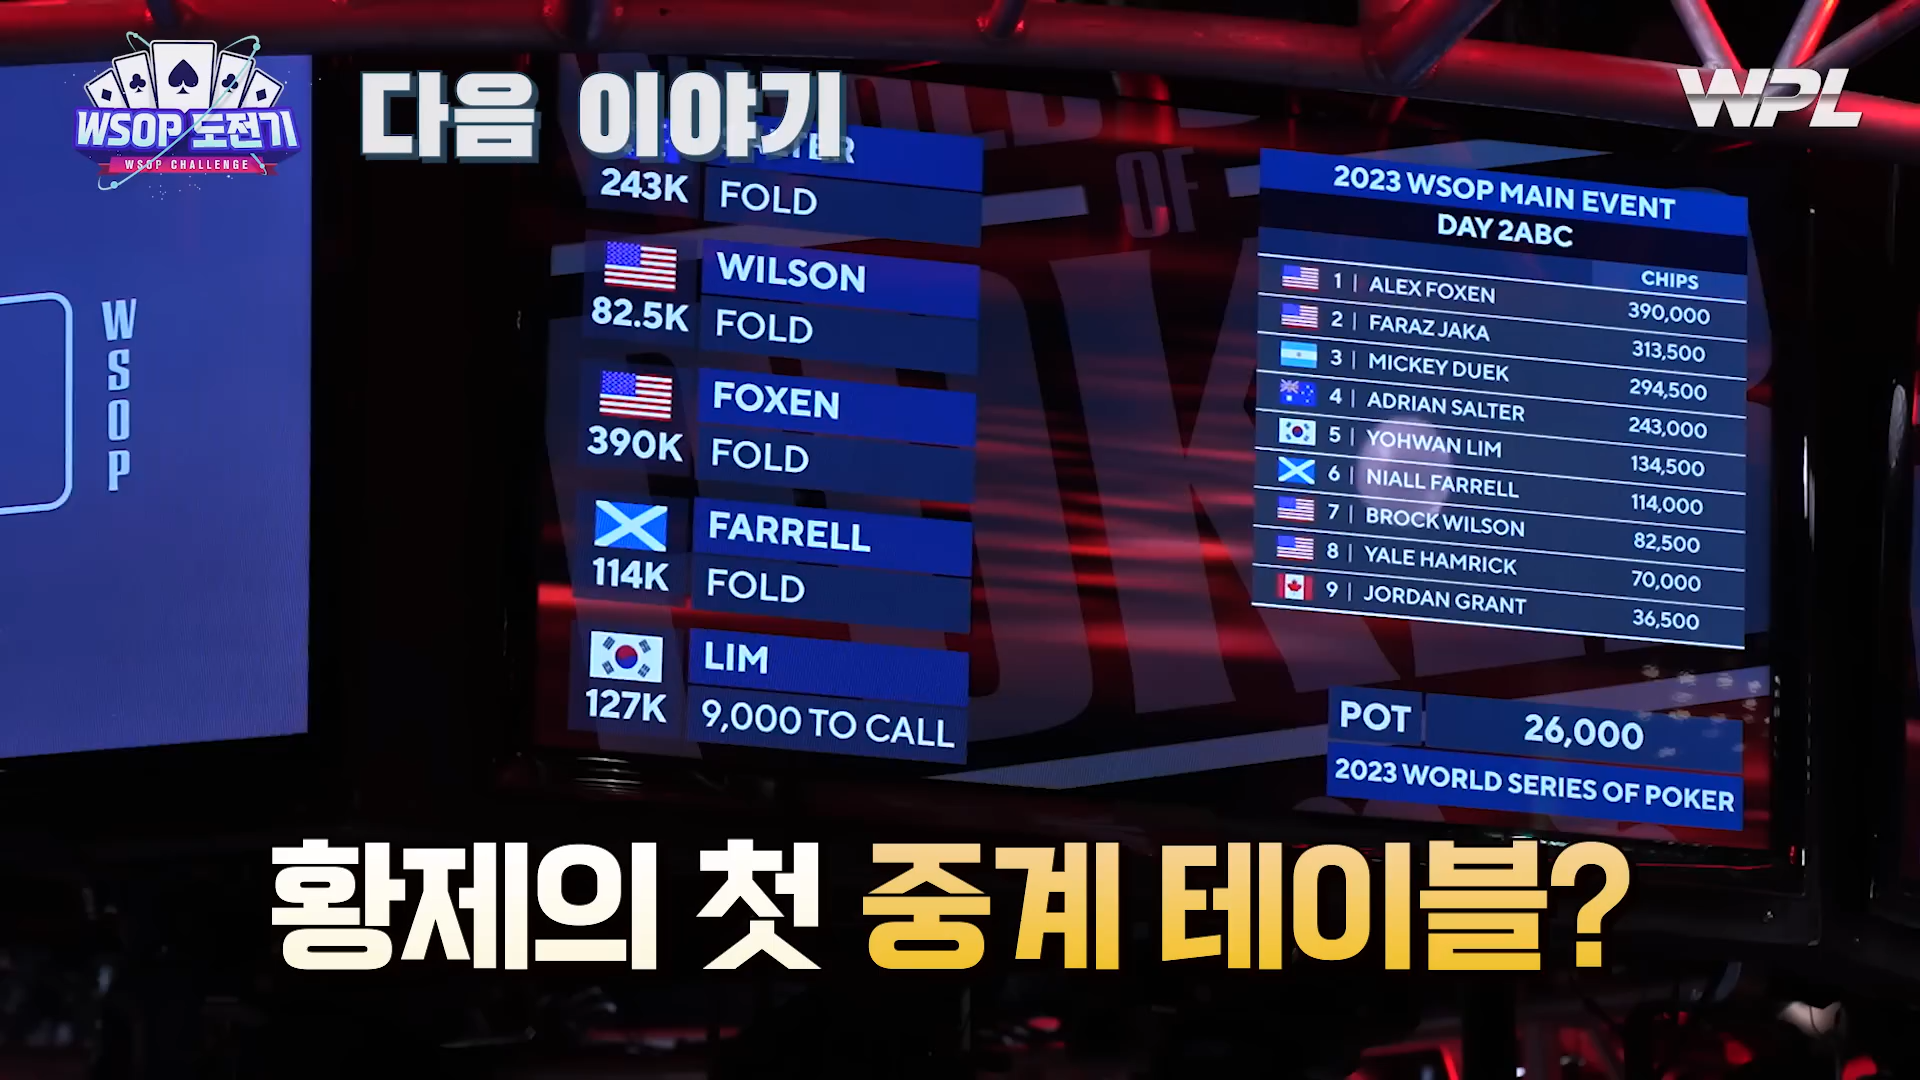 WSOP 도전기
WSOP CHALLENGE
다음 이야기
WPL
WSOP
243K FOLD
WILSON
82.5K FOLD
FOXEN
390K FOLD
FARRELL
114K FOLD
LIM
127K 9,000 TO CALL
OF
2023 WSOP MAIN EVENT
DAY 2ABC
CHIPS
1 | ALEX FOXEN 390,000
2 | FARAZ JAKA 313,500
3 | MICKEY DUEK 294,500
4 | ADRIAN SALTER 243,000
5 | YOHWAN LIM 134,500
6 | NIALL FARRELL 114,000
7 | BROCK WILSON 82,500
8 | YALE HAMRICK 70,000
9 | JORDAN GRANT 36,500
POT 26,000
2023 WORLD SERIES OF POKER
황제의 첫 중계 테이블?